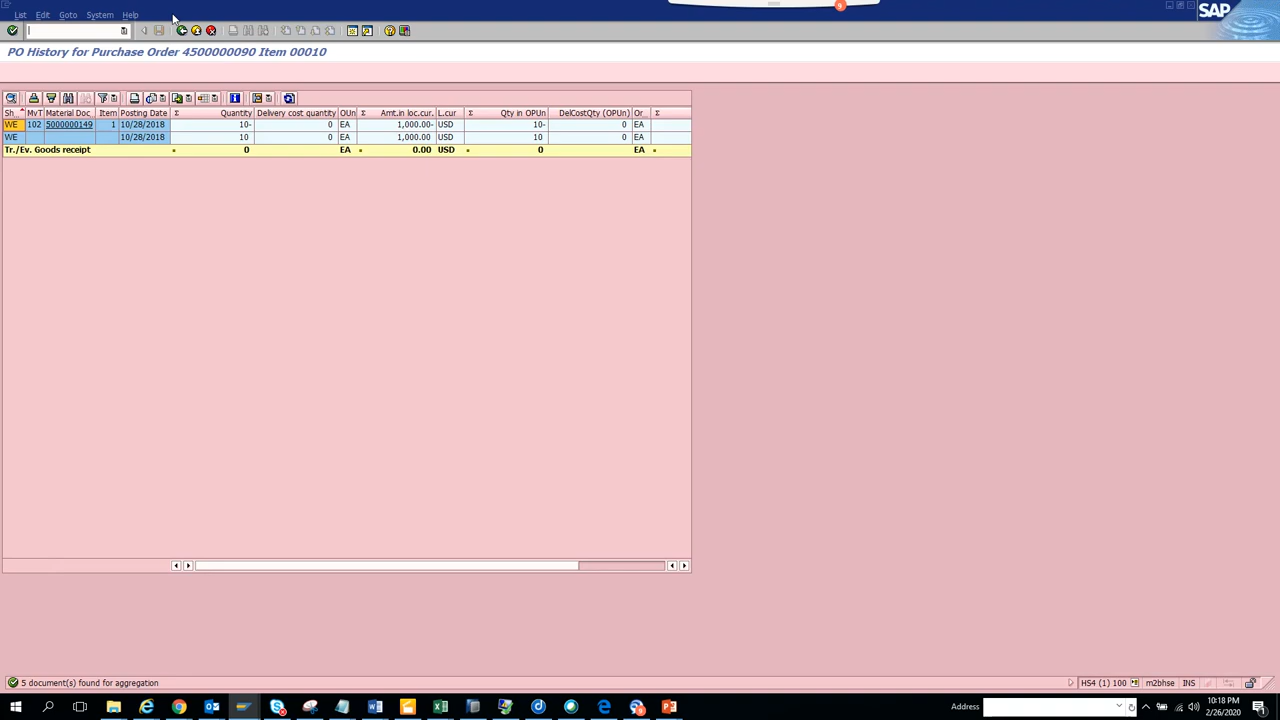 9
List Edit Goto System Help
SAP
PO History for Purchase Order 4500000090 Item 00010
Sh... MvT Material Doc. Item Posting Date Σ Quantity Delivery cost quantity OUn Σ Amt.in loc.cur. L.cur Σ Qty in OPUn DelCostQty (OPUn) Or... Σ
WE 102 5000000149 1 10/28/2018 10- 0 EA 1,000.00- USD 10- 0 EA
WE 10/28/2018 10 0 EA 1,000.00 USD 10 0 EA
Tr./Ev. Goods receipt 0 EA 0.00 USD 0 EA
5 document(s) found for aggregation
HS4 (1) 100 m2bhse INS
Address
10:18 PM
2/26/2020